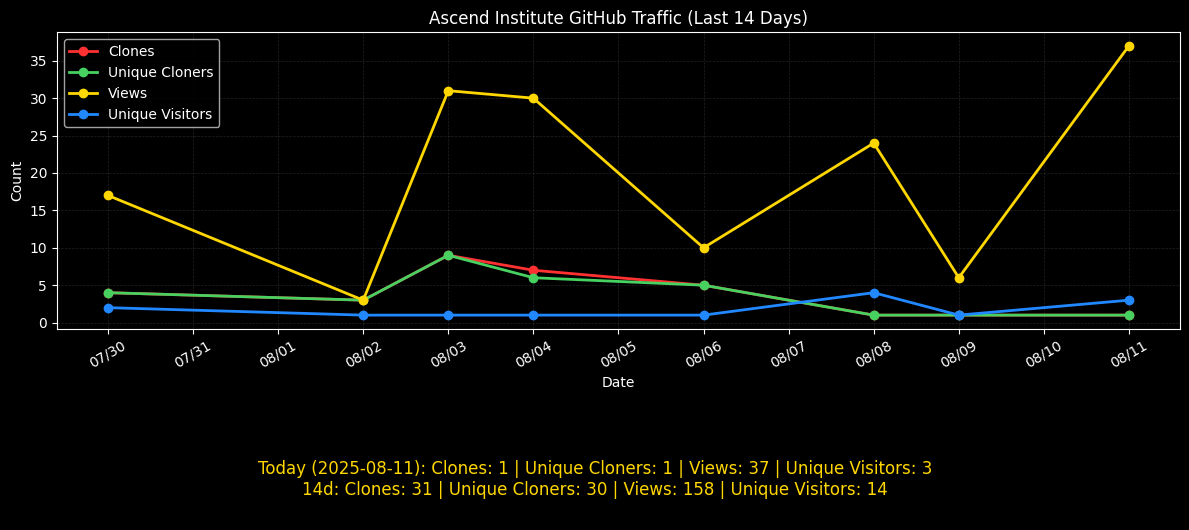 Ascend Institute GitHub Traffic (Last 14 Days)
Clones
Unique Cloners
Views
Unique Visitors
Count
35
30
25
20
15
10
5
0
07/30 07/31 08/01 08/02 08/03 08/04 08/05 08/06 08/07 08/08 08/09 08/10 08/11
Date
Today (2025-08-11): Clones: 1 | Unique Cloners: 1 | Views: 37 | Unique Visitors: 3
14d: Clones: 31 | Unique Cloners: 30 | Views: 158 | Unique Visitors: 14